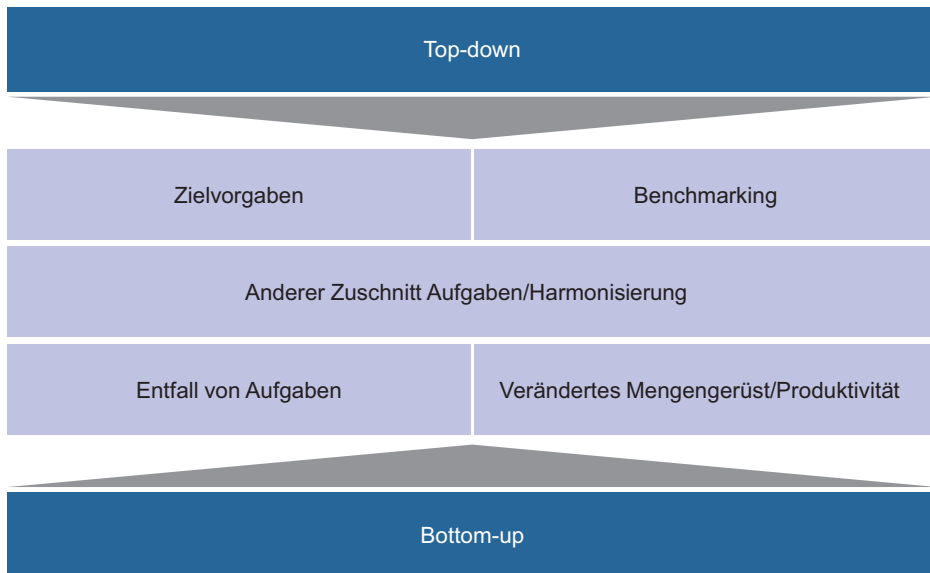 Top-down
Zielvorgaben
Benchmarking
Anderer Zuschnitt Aufgaben/Harmonisierung
Entfall von Aufgaben
Verändertes Mengengerüst/Produktivität
Bottom-up